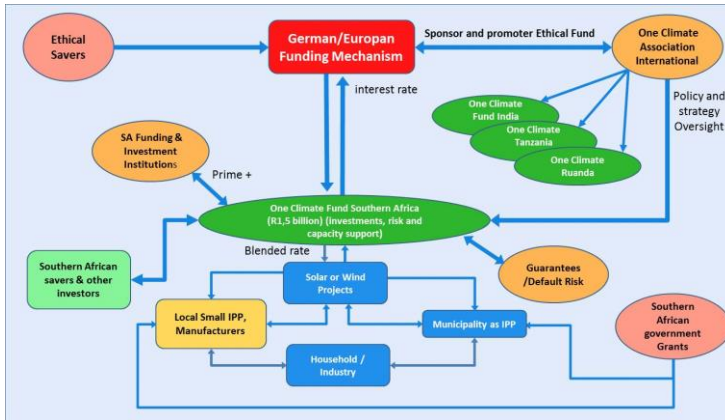 Ethical
Savers
German/Europan
Funding Mechanism
Sponsor and promoter Ethical Fund
One Climate
Association
International
interest rate
Policy and
strategy
Oversight
One Climate
Fund India
One Climate
Tanzania
One Climate
Ruanda
SA Funding &
Investment
Institutions
Prime +
One Climate Fund Southern Africa
(R1,5 billion) (investments, risk and
capacity support)
Blended rate
Southern African
savers & other
investors
Solar or Wind
Projects
Guarantees
/Default Risk
Local Small IPP,
Manufacturers
Municipality as IPP
Southern
African
government
Grants
Household /
Industry